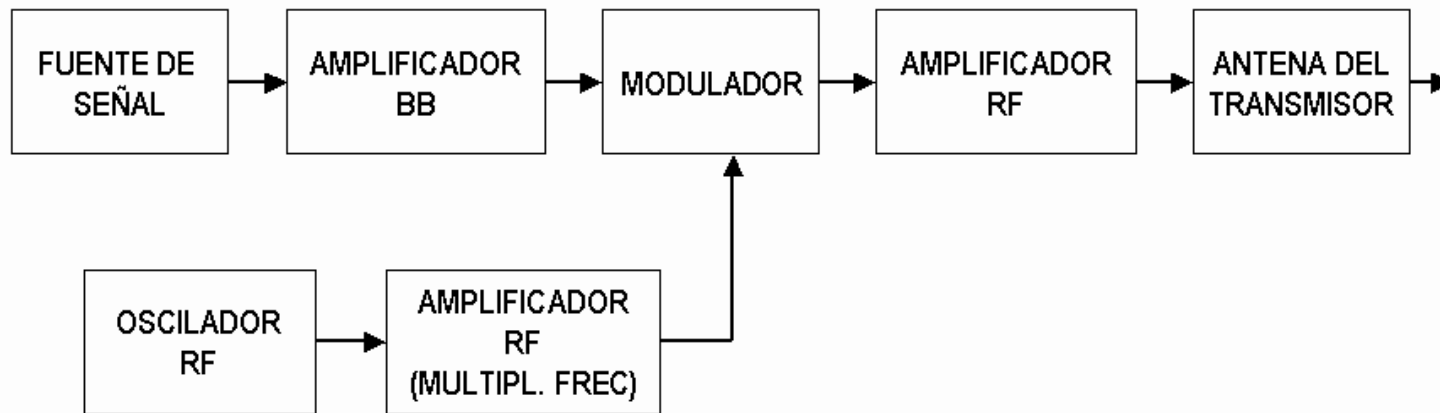 FUENTE DE
SEÑAL
AMPLIFICADOR
BB
MODULADOR
AMPLIFICADOR
RF
ANTENA DEL
TRANSMISOR
OSCILADOR
RF
AMPLIFICADOR
RF
(MULTIPL. FREC)